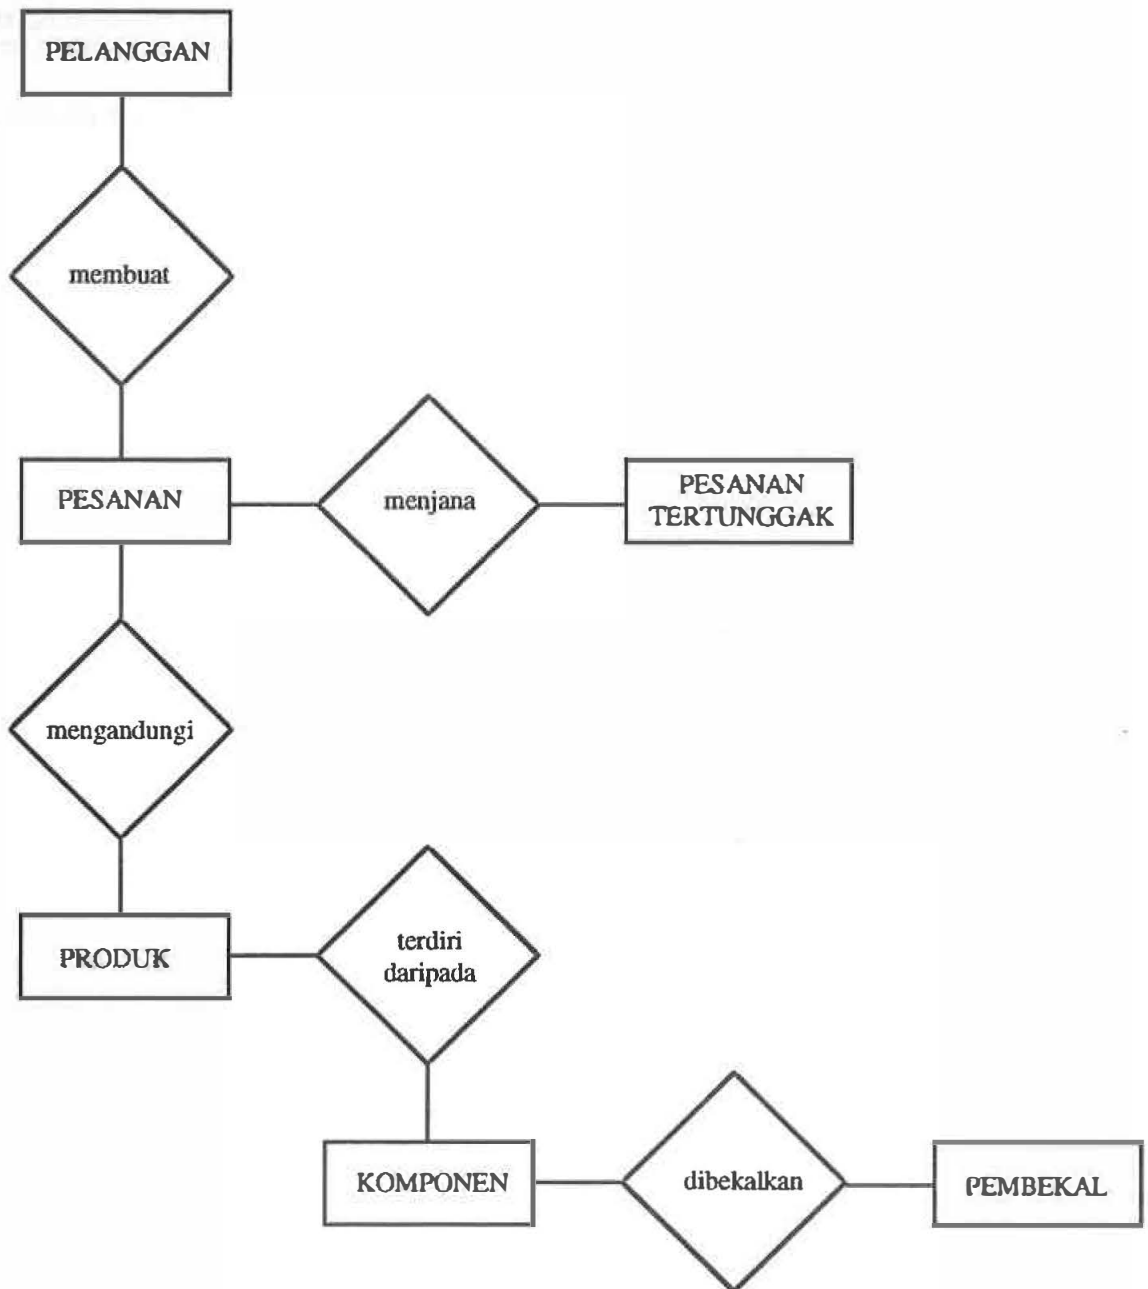 PELANGGAN
membuat
PESANAN
menjana
PESANAN
TERTUNGGAK
mengandungi
PRODUK
terdiri
daripada
KOMPONEN
dibekalkan
PEMBEKAL